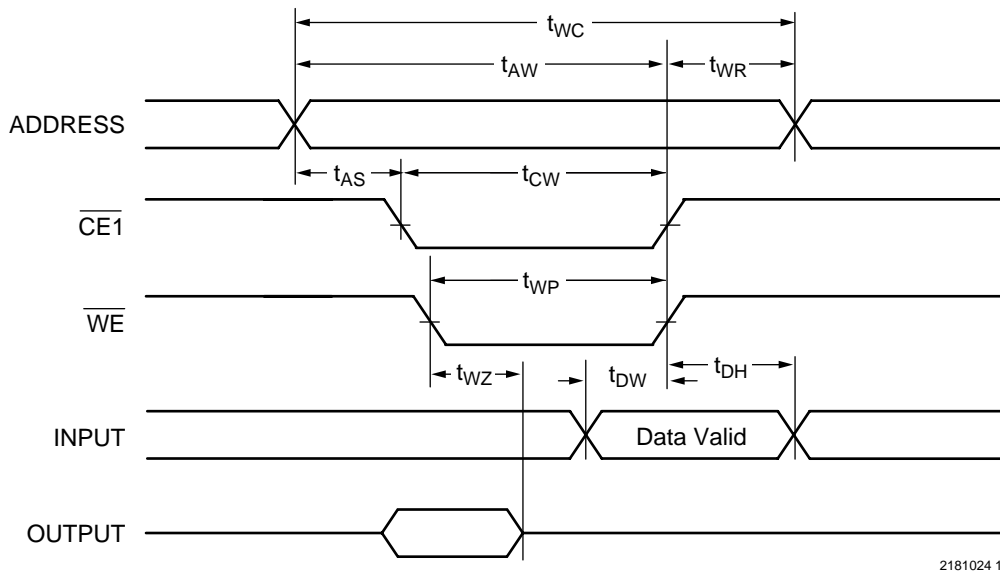 tWC
tAW
tWR
ADDRESS
tAS
tCW
CE1
tWP
WE
tWZ
tDW
tDH
INPUT
Data Valid
OUTPUT
2181024 1